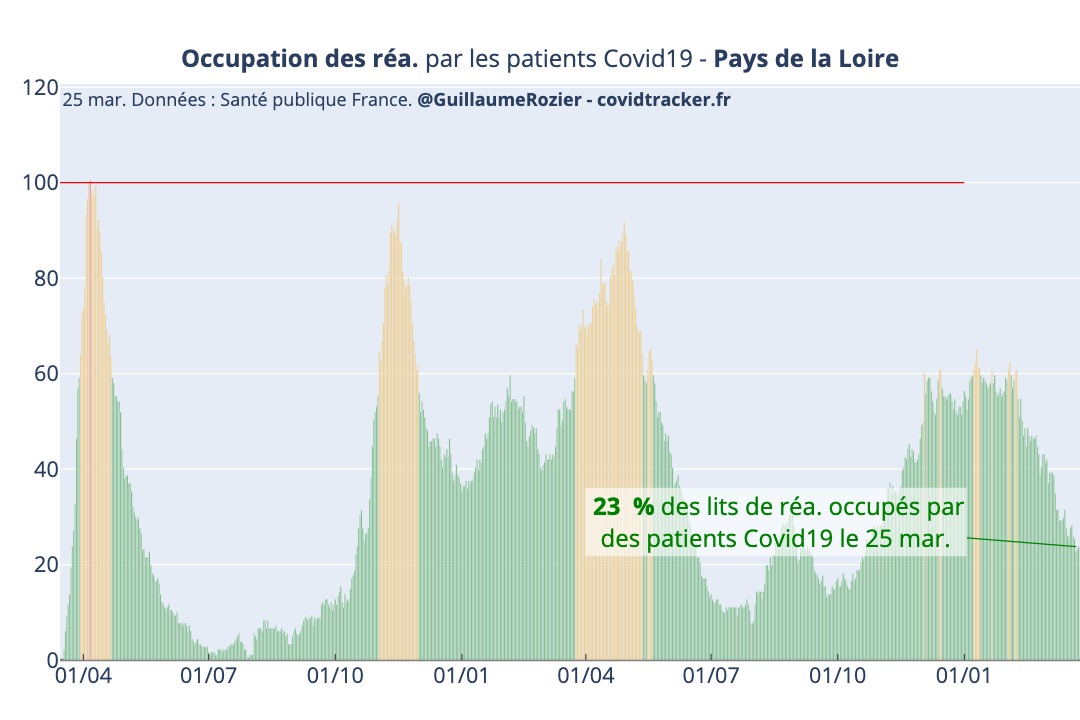 Occupation des réa. par les patients Covid19 - Pays de la Loire
120
25 mar. Données : Santé publique France. @GuillaumeRozier - covidtracker.fr
100
80
60
40
23 % des lits de réa. occupés par
des patients Covid19 le 25 mar.
20
0
01/04 01/07 01/10 01/01 01/04 01/07 01/10 01/01